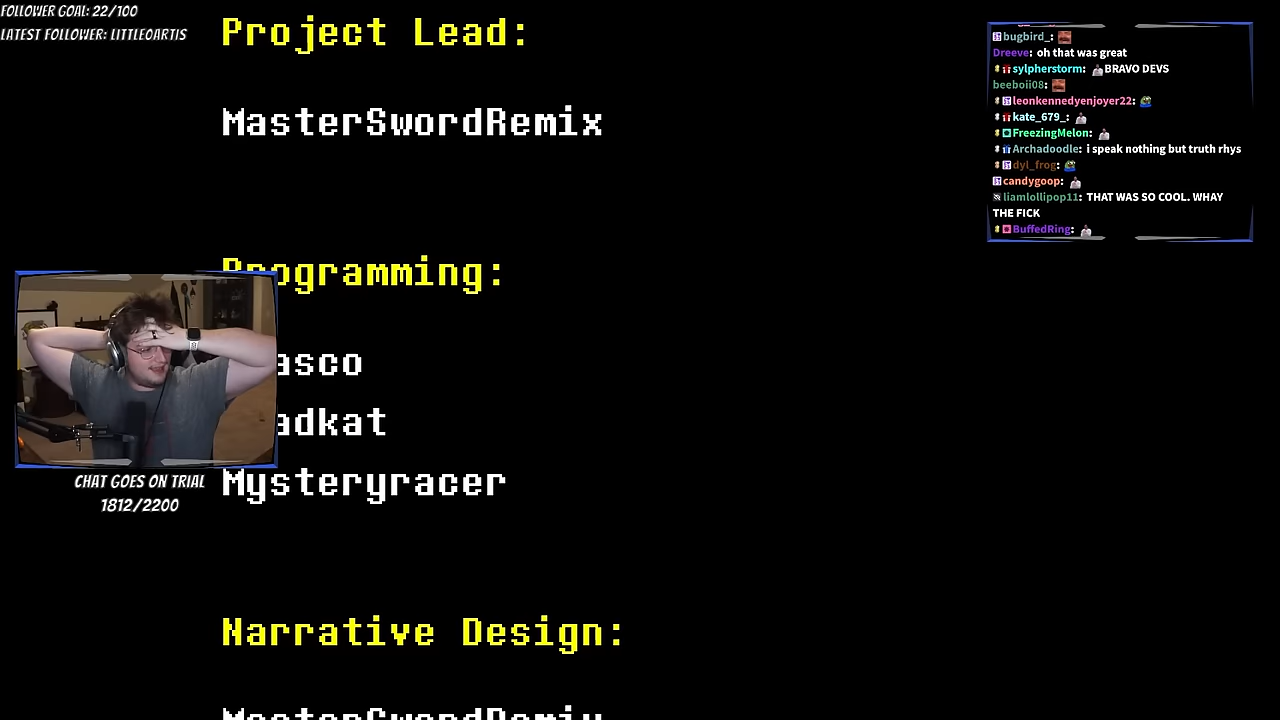 FOLLOWER GOAL: 22/100
LATEST FOLLOWER: LITTLEOARTIS
Project Lead:
MasterSwordRemix
Programming:
asco
adkat
Mysteryracer
Narrative Design:
MasterSwordRemix
CHAT GOES ON TRIAL
1812/2200
bugbird_:
Dreeve: oh that was great
sylpherstorm: BRAVO DEVS
beeboii08:
leonkennedyenjoyer22:
kate_679_:
FreezingMelon:
Archadoodle: i speak nothing but truth rhys
dyl_frog:
candygoop:
liamlollipop11: THAT WAS SO COOL. WHAY
THE FICK
BuffedRing: